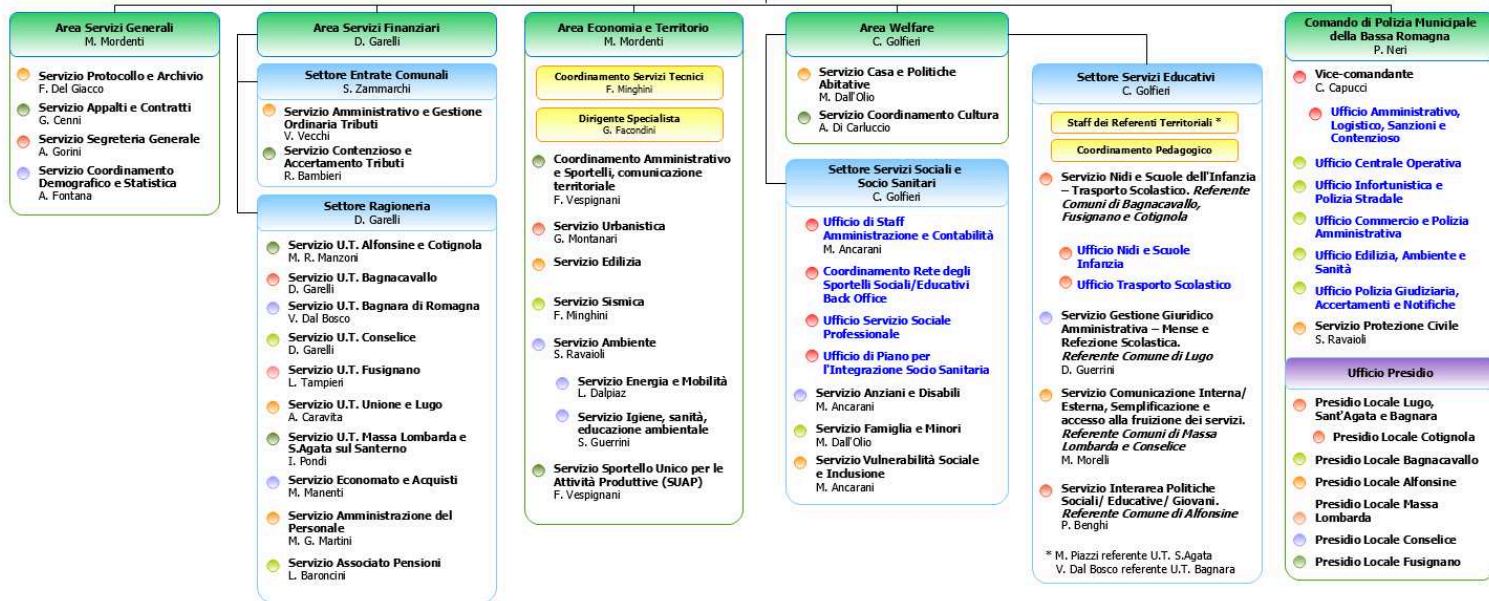 Area Servizi Generali
M. Mordenti
Servizio Protocollo e Archivio
F. Del Giacco
Servizio Appalti e Contratti
G. Cenni
Servizio Segreteria Generale
A. Gorini
Servizio Coordinamento
Demografico e Statistica
A. Fontana
Area Servizi Finanziari
D. Garelli
Settore Entrate Comunali
S. Zammarchi
Servizio Amministrativo e Gestione
Ordinaria Tributi
V. Vecchi
Servizio Contenzioso e
Accertamento Tributi
R. Bambieri
Settore Ragioneria
D. Garelli
Servizio U.T. Alfonsine e Cotignola
M. R. Manzoni
Servizio U.T. Bagnacavallo
D. Garelli
Servizio U.T. Bagnara di Romagna
V. Dal Bosco
Servizio U.T. Conselice
D. Garelli
Servizio U.T. Fusignano
L. Tampieri
Servizio U.T. Unione e Lugo
A. Caravita
Servizio U.T. Massa Lombarda e
S.Agata sul Santerno
I. Pondi
Servizio Economato e Acquisti
M. Manenti
Servizio Amministrazione del
Personale
M. G. Martini
Servizio Associato Pensioni
L. Baroncini
Area Economia e Territorio
M. Mordenti
Coordinamento Servizi Tecnici
F. Minghini
Dirigente Specialista
G. Facondini
Coordinamento Amministrativo
e Sportelli, comunicazione
territoriale
F. Vespignani
Servizio Urbanistica
G. Montanari
Servizio Edilizia
Servizio Sismica
F. Minghini
Servizio Ambiente
S. Ravaioli
Servizio Energia e Mobilità
L. Dalpiaz
Servizio Igiene, sanità,
educazione ambientale
S. Guerrini
Servizio Sportello Unico per le
Attività Produttive (SUAP)
F. Vespignani
Area Welfare
C. Golfieri
Servizio Casa e Politiche
Abitative
M. Dall'Olio
Servizio Coordinamento Cultura
A. Di Carluccio
Settore Servizi Sociali e
Socio Sanitari
C. Golfieri
Ufficio di Staff
Amministrazione e Contabilità
M. Ancarani
Coordinamento Rete degli
Sportelli Sociali/Educativi
Back Office
Ufficio Servizio Sociale
Professionale
Ufficio di Piano per
l'Integrazione Socio Sanitaria
Servizio Anziani e Disabili
M. Ancarani
Servizio Famiglia e Minori
M. Dall'Olio
Servizio Vulnerabilità Sociale
e Inclusione
M. Ancarani
Settore Servizi Educativi
C. Golfieri
Staff dei Referenti Territoriali *
Coordinamento Pedagogico
Servizio Nidi e Scuole dell'Infanzia
– Trasporto Scolastico. Referente
Comuni di Bagnacavallo,
Fusignano e Cotignola
Ufficio Nidi e Scuole
Infanzia
Ufficio Trasporto Scolastico
Servizio Gestione Giuridico
Amministrativa – Mense e
Refezione Scolastica.
Referente Comune di Lugo
D. Guerrini
Servizio Comunicazione Interna/
Esterna, Semplificazione e
accesso alla fruizione dei servizi.
Referente Comuni di Massa
Lombarda e Conselice
M. Morelli
Servizio Interarea Politiche
Sociali/ Educative/ Giovani.
Referente Comune di Alfonsine
P. Benghi
* M. Piazzi referente U.T. S.Agata
V. Dal Bosco referente U.T. Bagnara
Comando di Polizia Municipale
della Bassa Romagna
P. Neri
Vice-comandante
C. Capucci
Ufficio Amministrativo,
Logistico, Sanzioni e
Contenzioso
Ufficio Centrale Operativa
Ufficio Infortunistica e
Polizia Stradale
Ufficio Commercio e Polizia
Amministrativa
Ufficio Edilizia, Ambiente e
Sanità
Ufficio Polizia Giudiziaria,
Accertamenti e Notifiche
Servizio Protezione Civile
S. Ravaioli
Ufficio Presidio
Presidio Locale Lugo,
Sant'Agata e Bagnara
Presidio Locale Cotignola
Presidio Locale Bagnacavallo
Presidio Locale Alfonsine
Presidio Locale Massa
Lombarda
Presidio Locale Conselice
Presidio Locale Fusignano